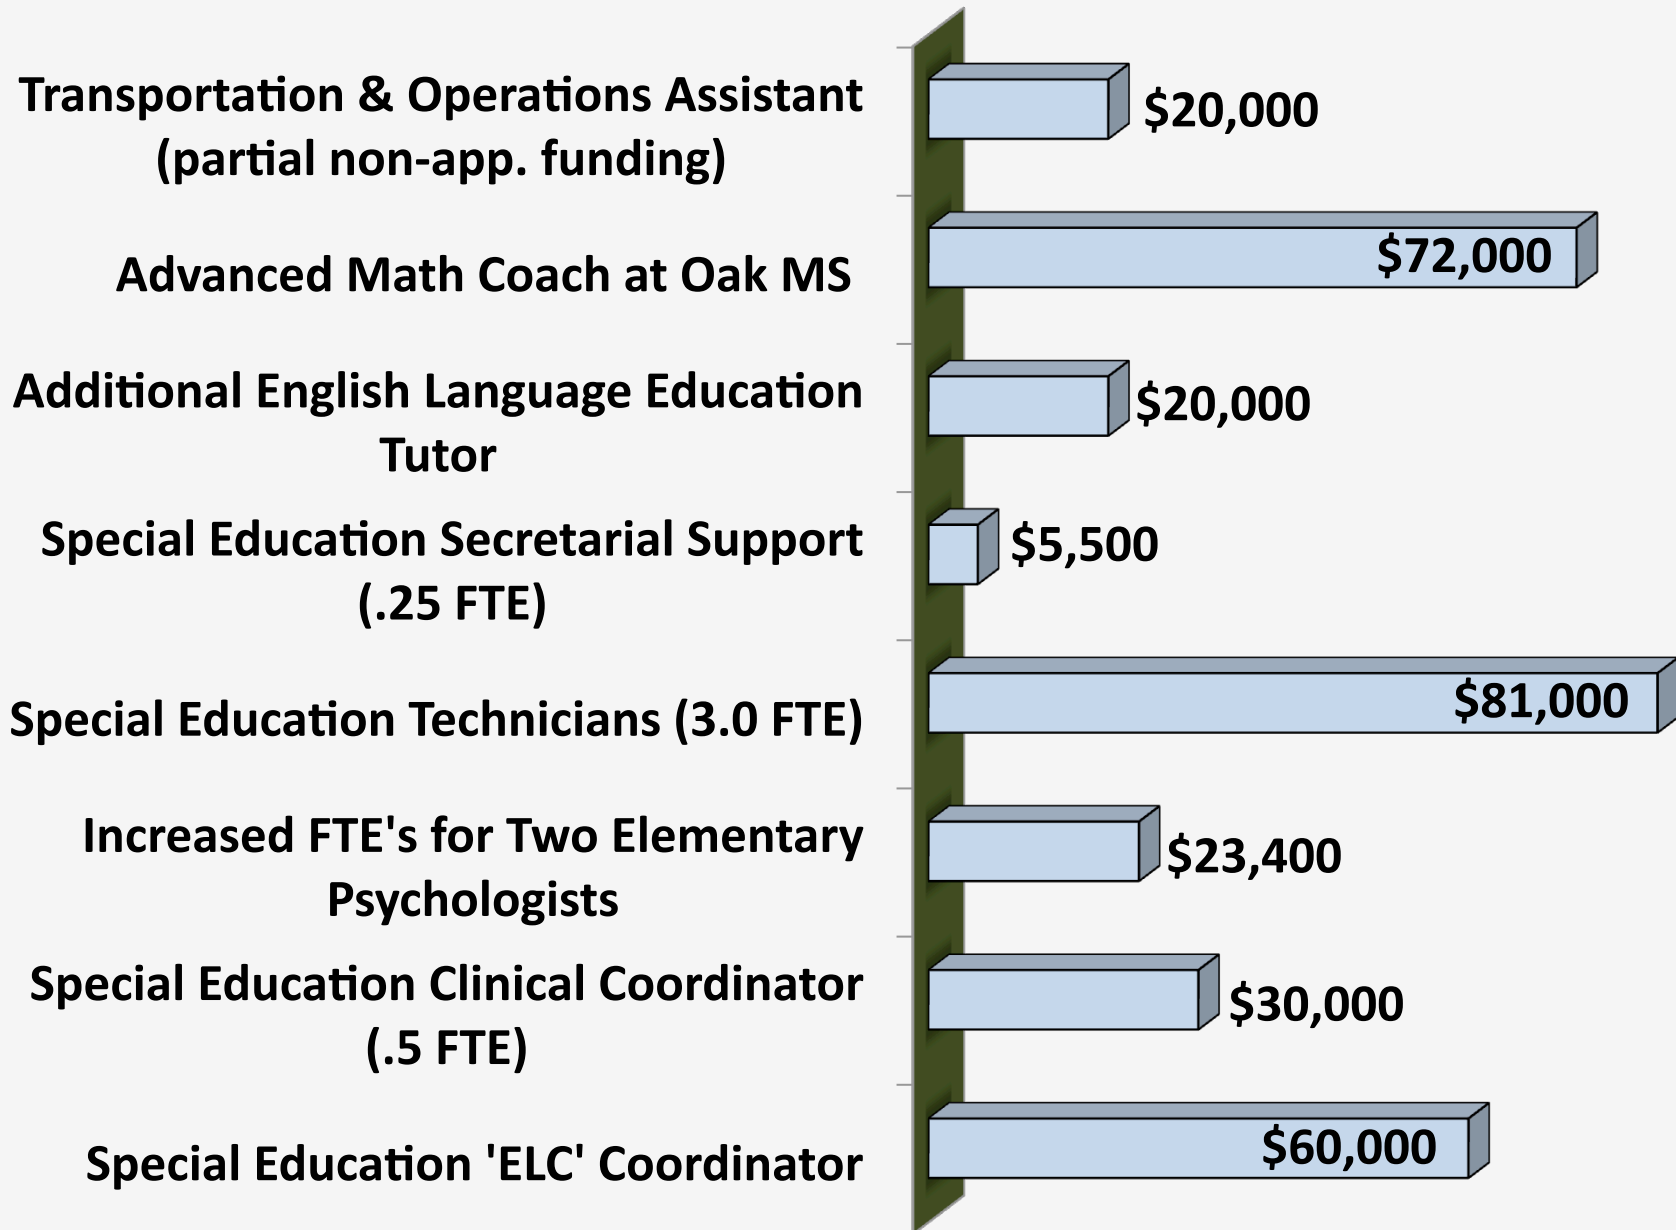 Transportation & Operations Assistant
(partial non-app. funding)
$20,000
Advanced Math Coach at Oak MS
$72,000
Additional English Language Education
Tutor
$20,000
Special Education Secretarial Support
(.25 FTE)
$5,500
Special Education Technicians (3.0 FTE)
$81,000
Increased FTE's for Two Elementary
Psychologists
$23,400
Special Education Clinical Coordinator
(.5 FTE)
$30,000
Special Education 'ELC' Coordinator
$60,000